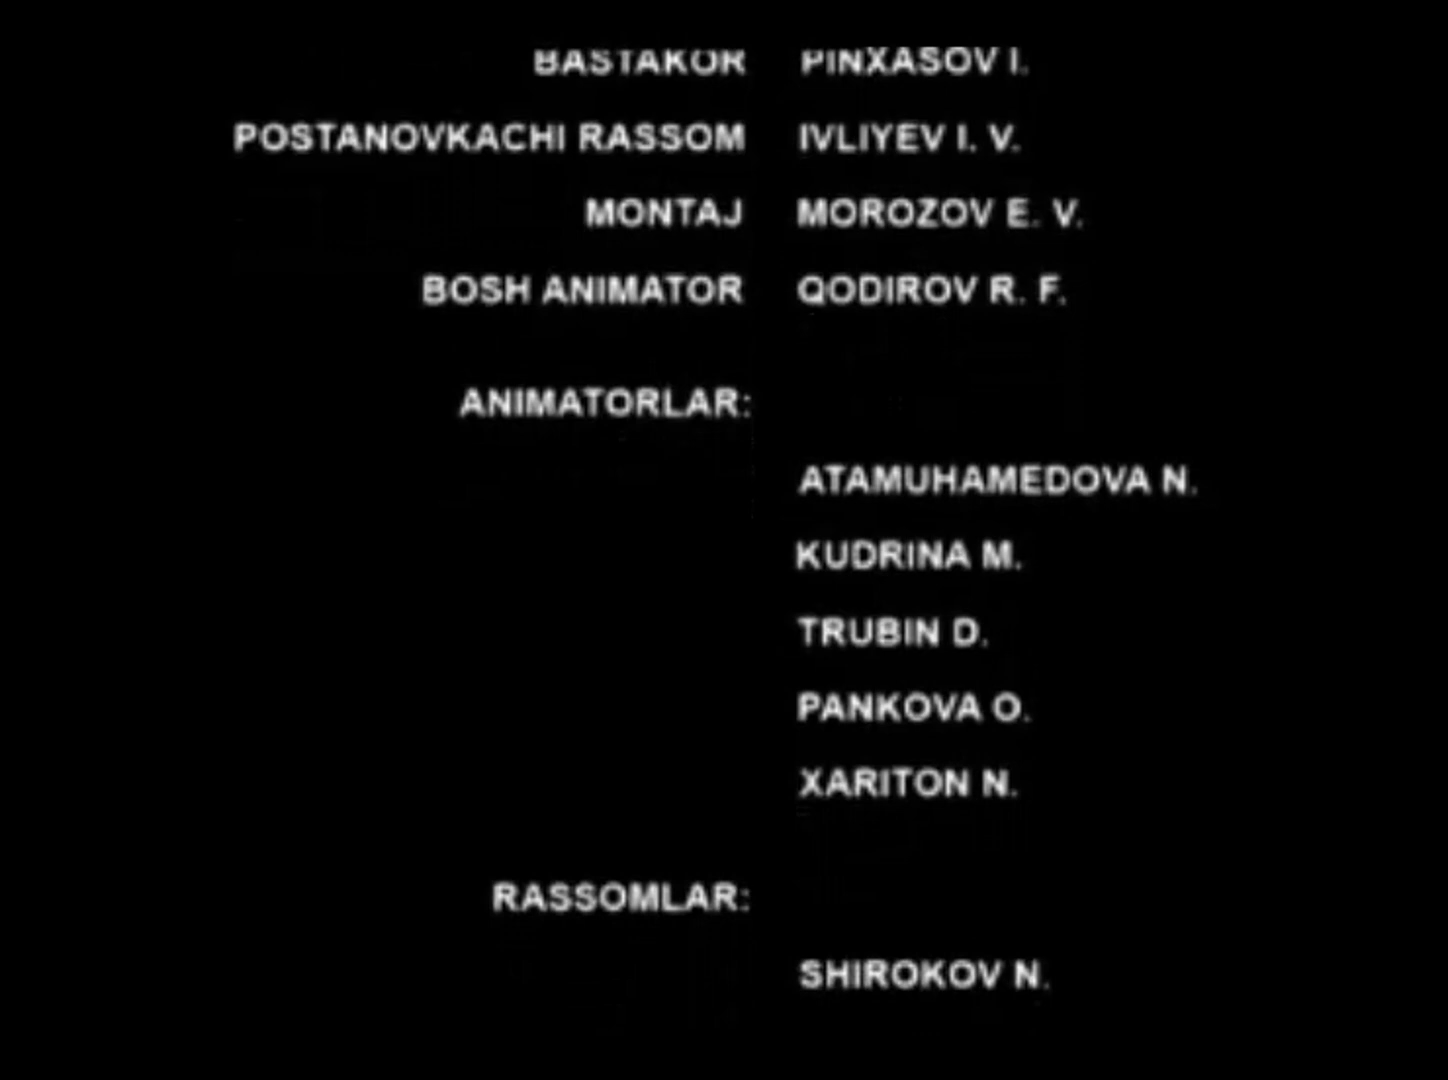 BASTAKOR PINXASOV I.
POSTANOVKACHI RASSOM IVLIYEV I. V.
MONTAJ MOROZOV E. V.
BOSH ANIMATOR QODIROV R. F.
ANIMATORLAR:
ATAMUHAMEDOVA N.
KUDRINA M.
TRUBIN D.
PANKOVA O.
XARITON N.
RASSOMLAR:
SHIROKOV N.